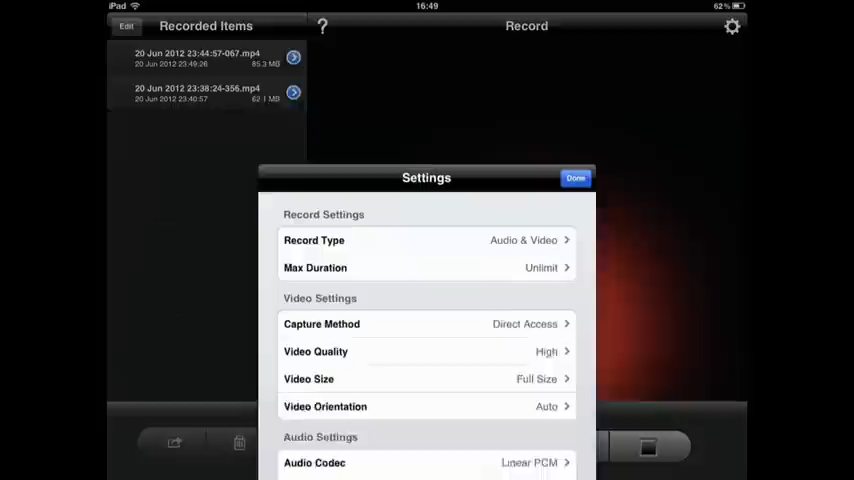 iPad 16:49 62%
Edit Recorded Items ? Record
20 Jun 2012 23:44:57-067.mp4
20 Jun 2012 23:49:26 85.3 MB
20 Jun 2012 23:38:24-356.mp4
20 Jun 2012 23:40:57 62.1 MB
Settings Done
Record Settings
Record Type Audio & Video
Max Duration Unlimit
Video Settings
Capture Method Direct Access
Video Quality High
Video Size Full Size
Video Orientation Auto
Audio Settings
Audio Codec Linear PCM